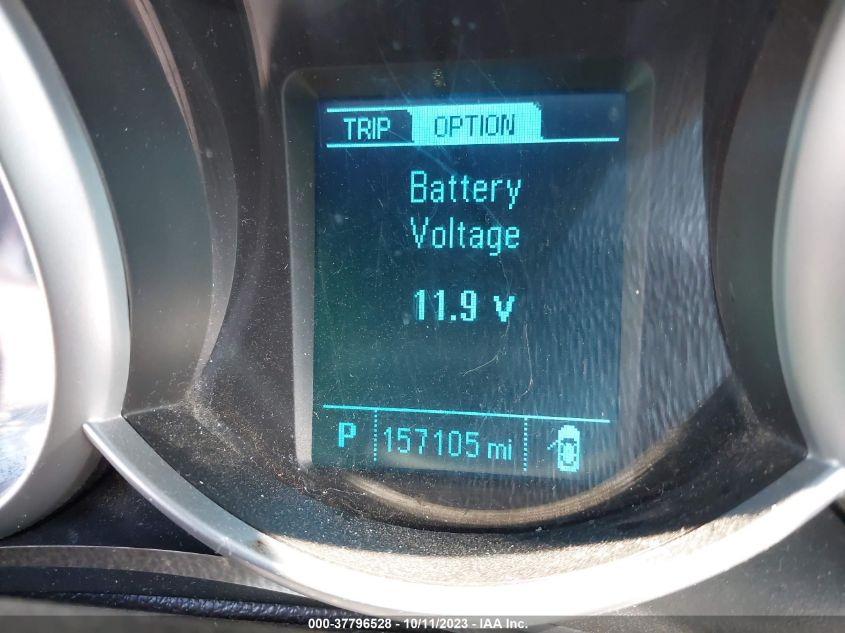 TRIP OPTION
Battery
Voltage
11.9 v
P 157105 mi
000-37796528 - 10/11/2023 - IAA Inc.